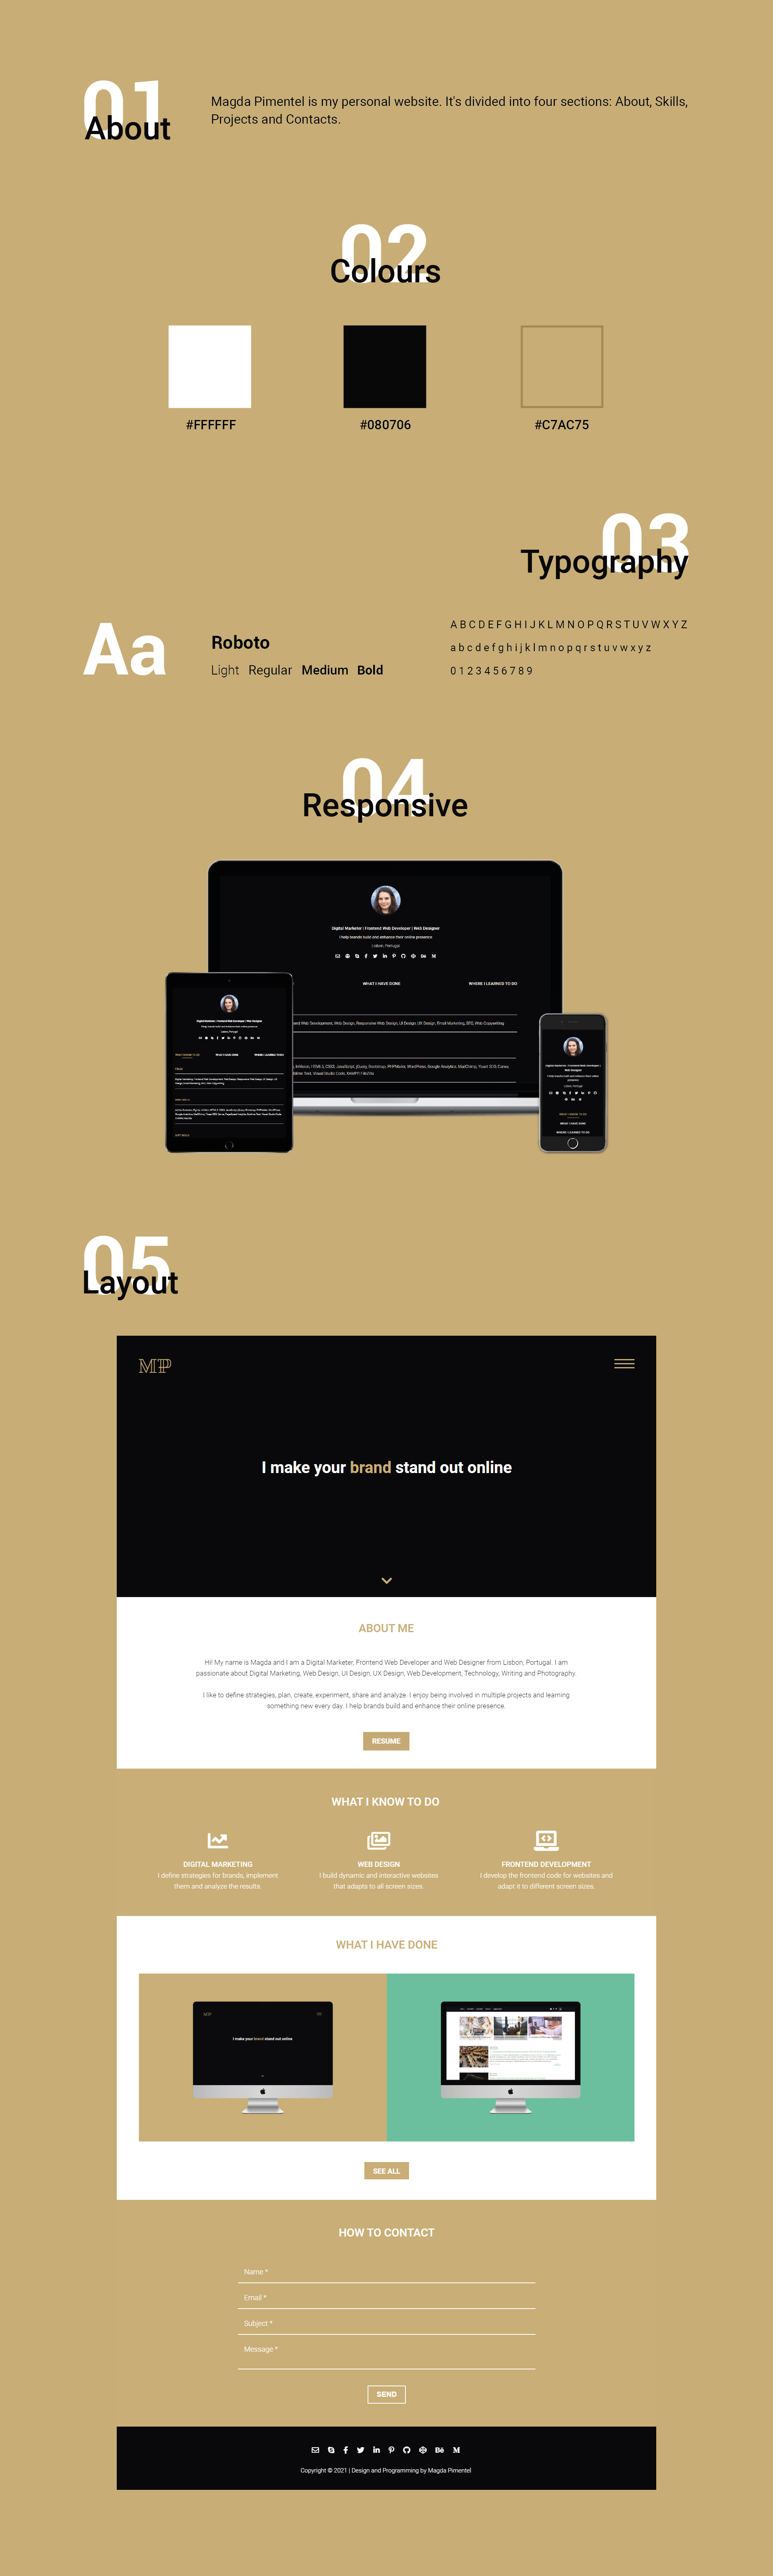 01
About
Magda Pimentel is my personal website. It's divided into four sections: About, Skills,
Projects and Contacts.
02
Colours
#FFFFFF
#080706
#C7AC75
03
Typography
Aa
Roboto
Light Regular Medium Bold
A B C D E F G H I J K L M N O P Q R S T U V W X Y Z
a b c d e f g h i j k l m n o p q r s t u v w x y z
0 1 2 3 4 5 6 7 8 9
04
Responsive
Digital Marketer | Frontend Web Developer | Web Designer
I help brands build and enhance their online presence
Lisbon, Portugal
WHAT I HAVE DONE
WHERE I LEARNED TO DO
05
Layout
MP
I make your brand stand out online
ABOUT ME
Hi! My name is Magda and I am a Digital Marketer, Frontend Web Developer and Web Designer from Lisbon, Portugal. I am
passionate about Digital Marketing, Web Design, UI Design, UX Design, Web Development, Technology, Writing and Photography.
I like to define strategies, plan, create, experiment, share and analyze. I enjoy being involved in multiple projects and learning
something new every day. I help brands build and enhance their online presence.
RESUME
WHAT I KNOW TO DO
DIGITAL MARKETING
I define strategies for brands, implement
them and analyze the results.
WEB DESIGN
I build dynamic and interactive websites
that adapts to all screen sizes.
FRONTEND DEVELOPMENT
I develop the frontend code for websites and
adapt it to different screen sizes.
WHAT I HAVE DONE
I make your brand stand out online
SEE ALL
HOW TO CONTACT
Name *
Email *
Subject *
Message *
SEND
Copyright © 2021 | Design and Programming by Magda Pimentel